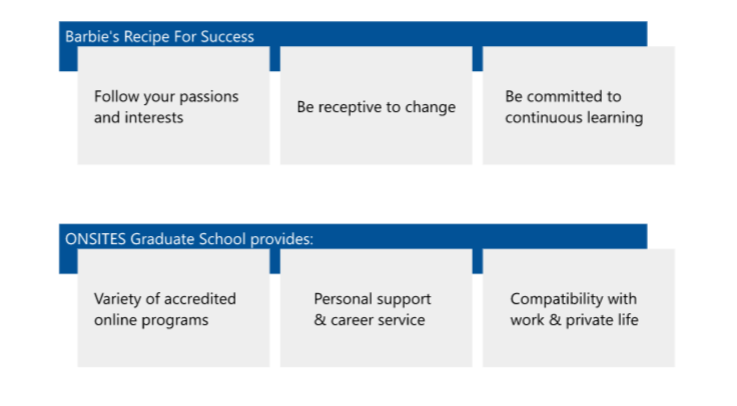 Barbie's Recipe For Success
Follow your passions
and interests
Be receptive to change
Be committed to
continuous learning
ONSITES Graduate School provides:
Variety of accredited
online programs
Personal support
& career service
Compatibility with
work & private life